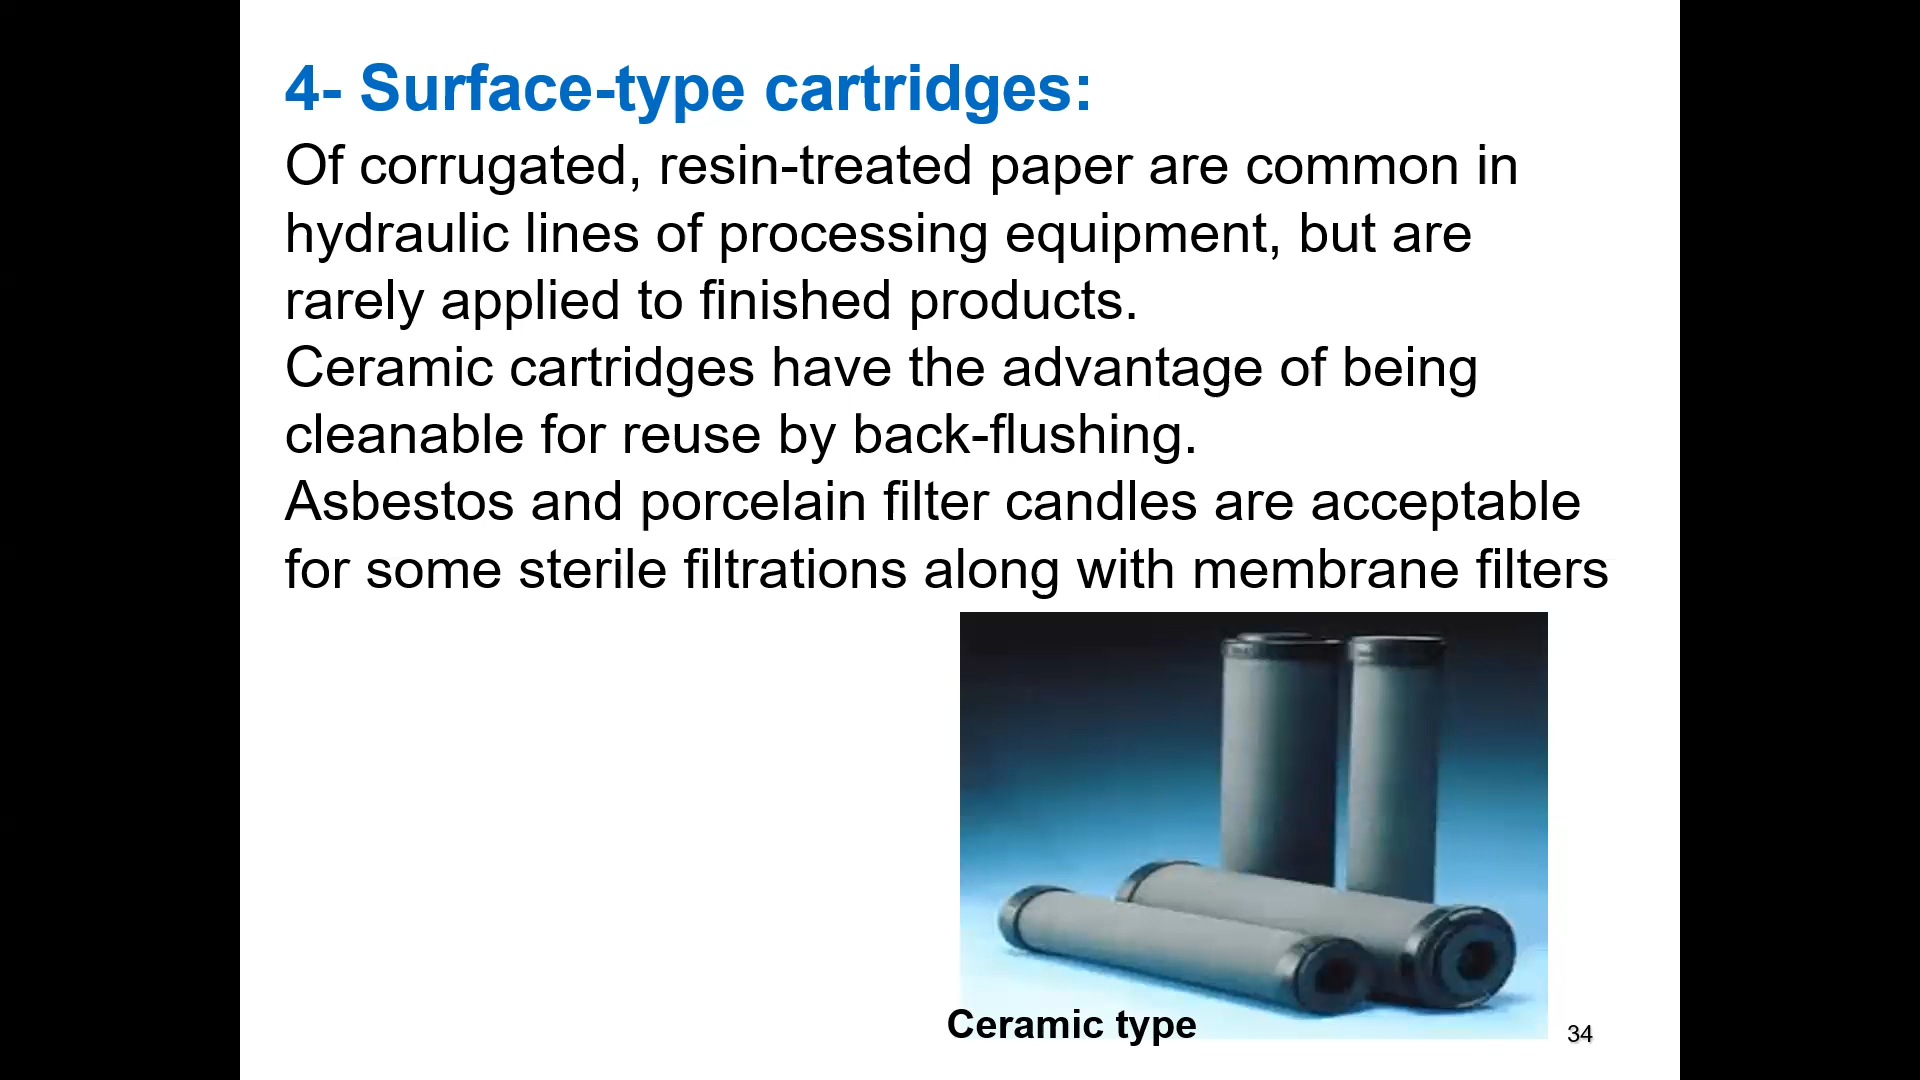 4- Surface-type cartridges:
Of corrugated, resin-treated paper are common in
hydraulic lines of processing equipment, but are
rarely applied to finished products.
Ceramic cartridges have the advantage of being
cleanable for reuse by back-flushing.
Asbestos and porcelain filter candles are acceptable
for some sterile filtrations along with membrane filters
Ceramic type
34